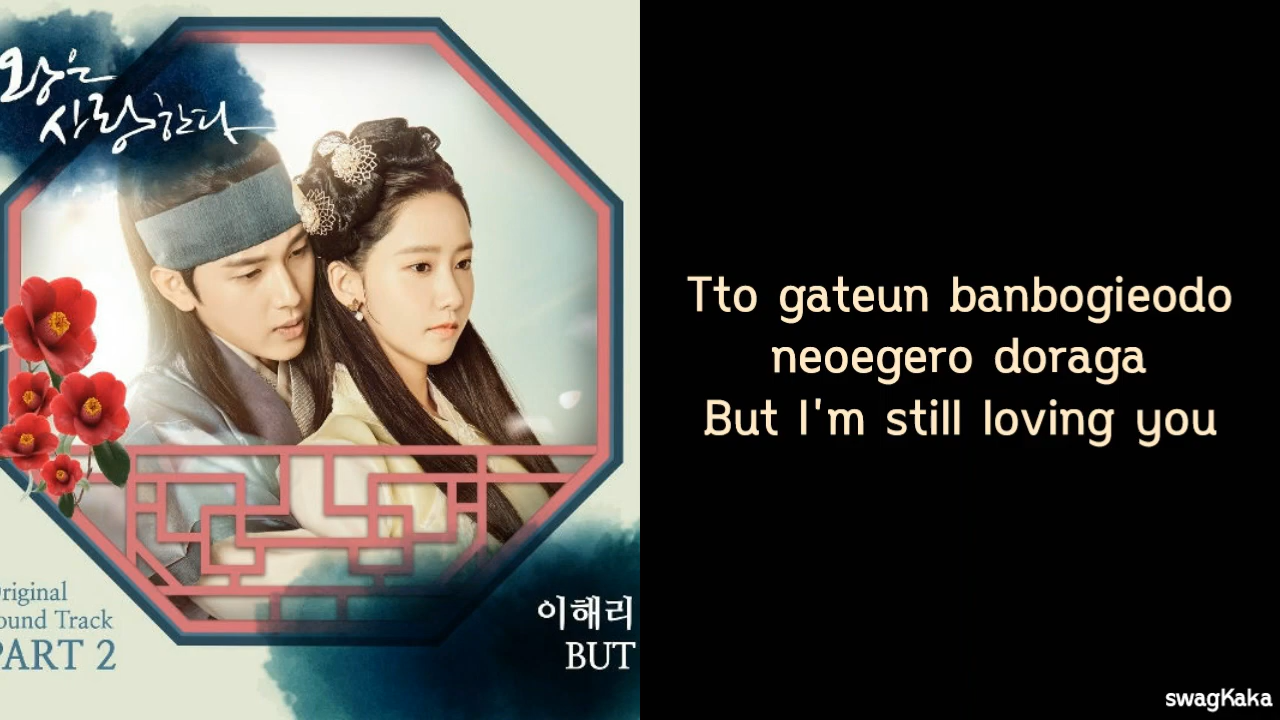 왕은
사랑한다
Original
Sound Track
PART 2
이해리
BUT
Tto gateun banbogieodo
neoegero doraga
But I'm still loving you
swagKaka